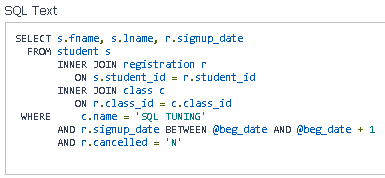 SQL Text
SELECT s.fname, s.lname, r.signup_date
FROM student s
INNER JOIN registration r
ON s.student_id = r.student_id
INNER JOIN class c
ON r.class_id = c.class_id
WHERE c.name = 'SQL TUNING'
AND r.signup_date BETWEEN @beg_date AND @beg_date + 1
AND r.cancelled = 'N'